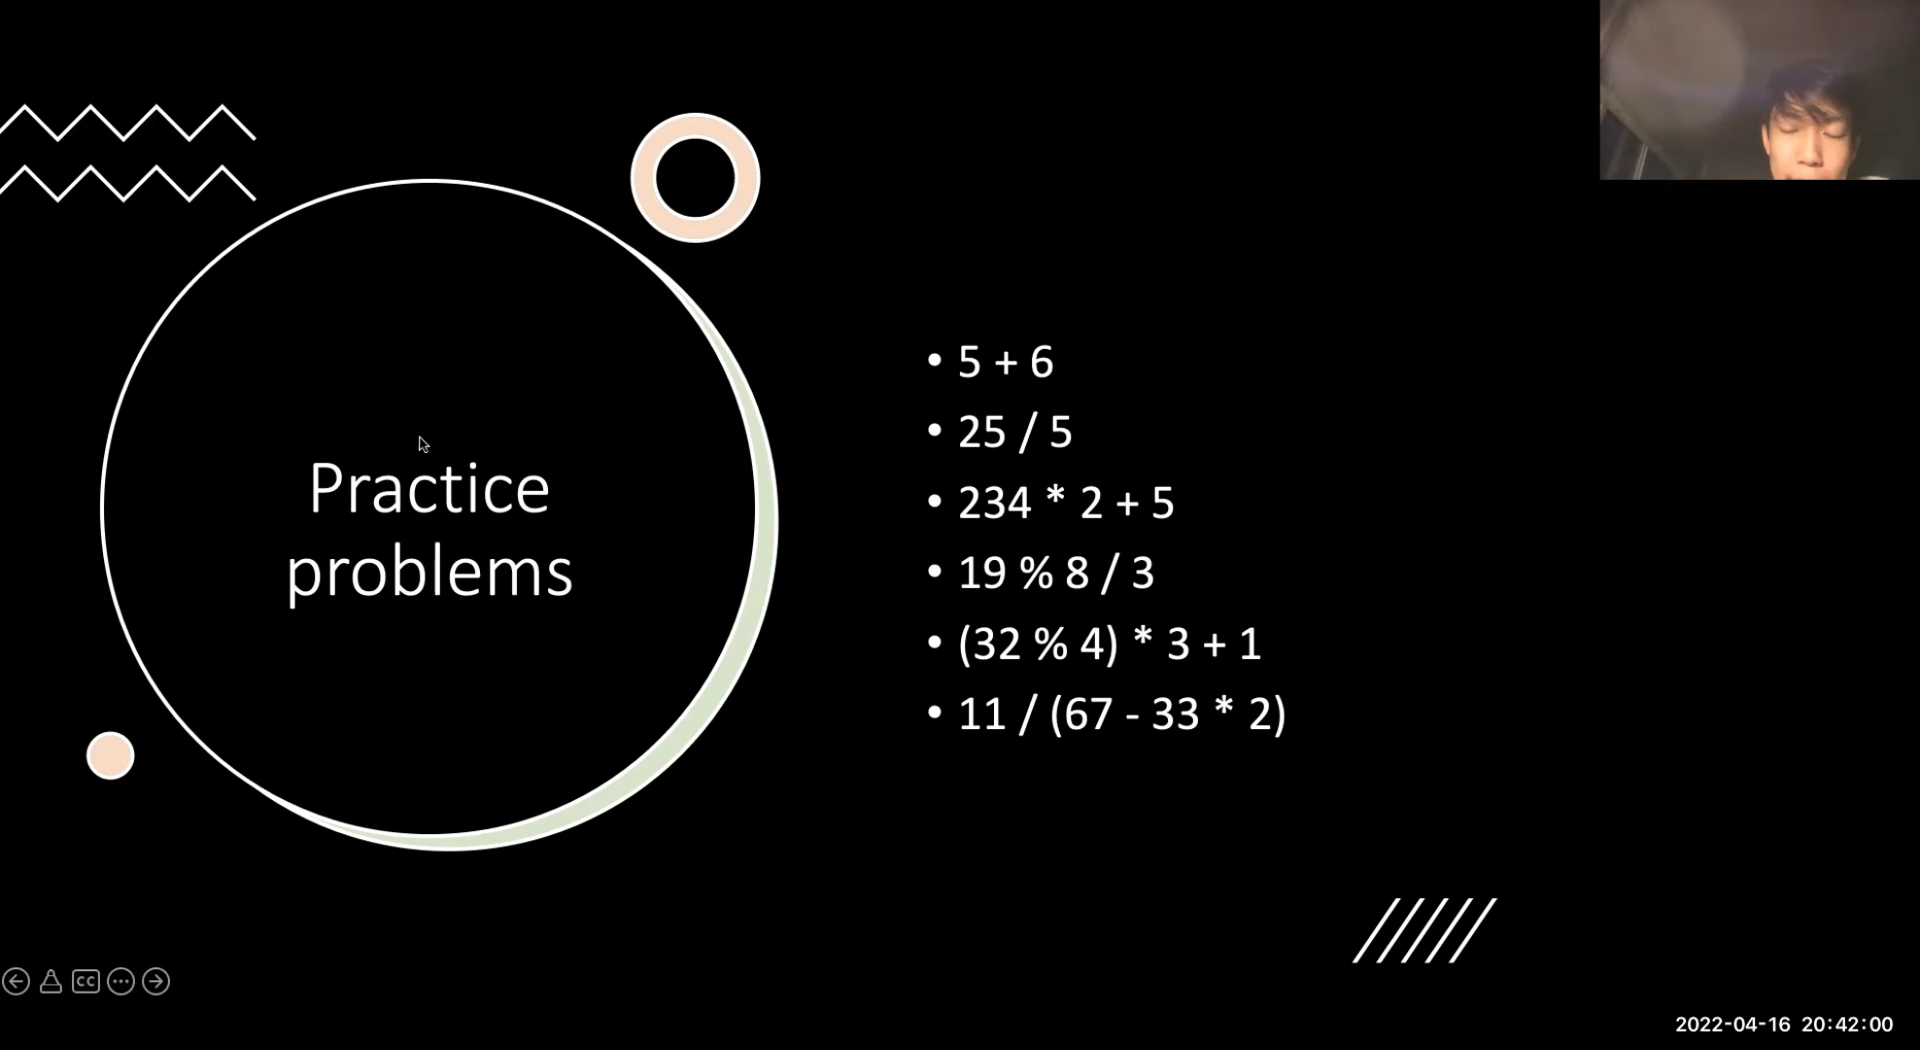 Practice
problems
• 5 + 6
• 25 / 5
• 234 * 2 + 5
• 19 % 8 / 3
• (32 % 4) * 3 + 1
• 11 / (67 - 33 * 2)
CC
2022-04-16 20:42:00